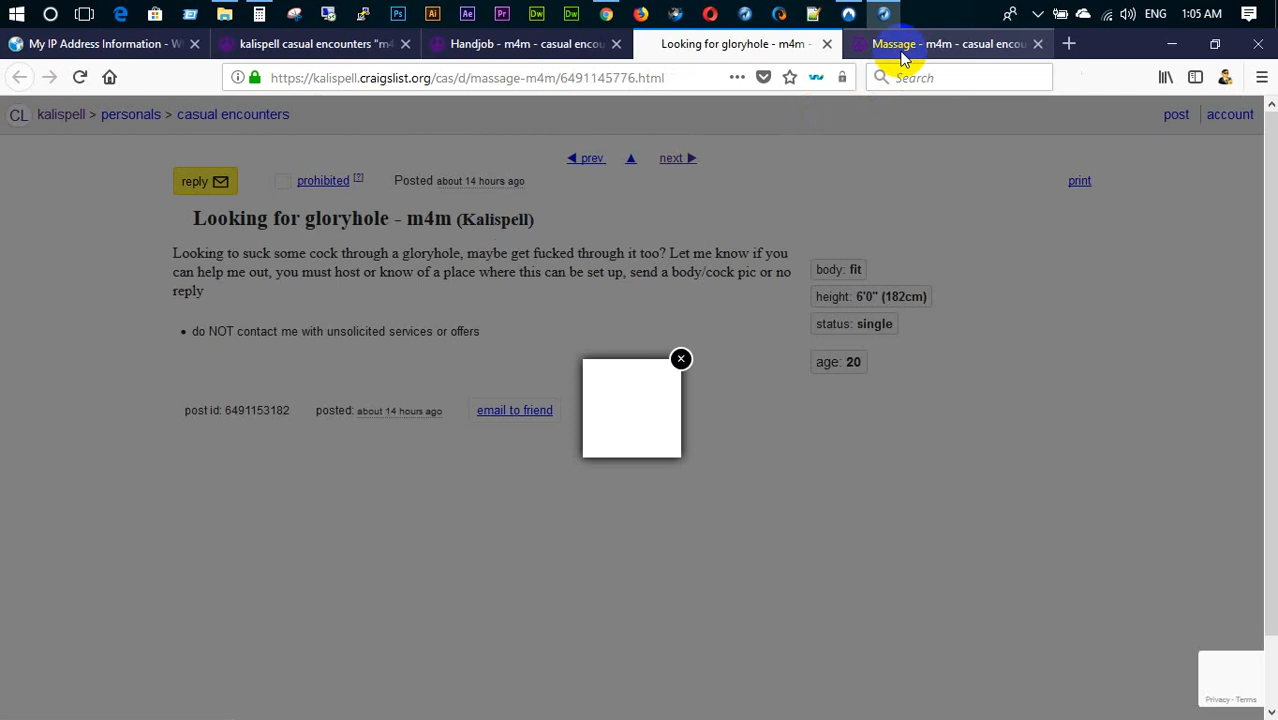 ENG 1:05 AM
My IP Address Information - W
kalispell casual encounters "m4
Handjob - m4m - casual encou
Looking for gloryhole - m4m -
Massage - m4m - casual encou
https://kalispell.craigslist.org/cas/d/massage-m4m/6491145776.html
Search
CL kalispell > personals > casual encounters
post account
◀ prev ▲ next ▶
reply prohibited [?] Posted about 14 hours ago print
Looking for gloryhole - m4m (Kalispell)
Looking to suck some cock through a gloryhole, maybe get fucked through it too? Let me know if you
can help me out, you must host or know of a place where this can be set up, send a body/cock pic or no
reply
• do NOT contact me with unsolicited services or offers
body: fit
height: 6'0" (182cm)
status: single
age: 20
post id: 6491153182 posted: about 14 hours ago email to friend
Privacy - Terms